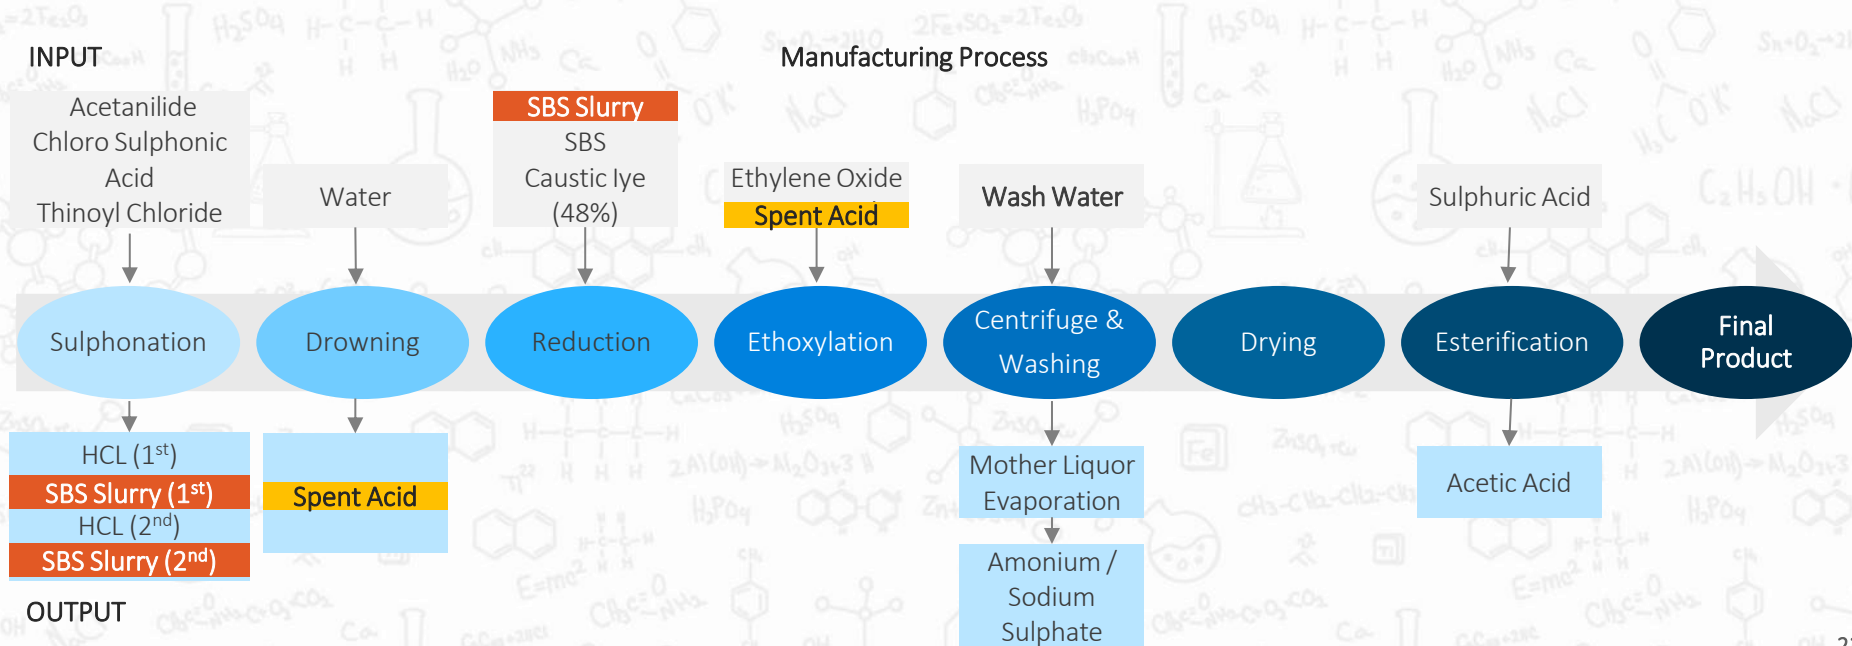 INPUT
Manufacturing Process
Acetanilide
Chloro Sulphonic
Acid
Thinoyl Chloride
Water
SBS Slurry
SBS
Caustic lye
(48%)
Ethylene Oxide
Spent Acid
Wash Water
Sulphuric Acid
Sulphonation
Drowning
Reduction
Ethoxylation
Centrifuge &
Washing
Drying
Esterification
Final
Product
HCL (1st)
SBS Slurry (1st)
HCL (2nd)
SBS Slurry (2nd)
Spent Acid
Mother Liquor
Evaporation
Amonium /
Sodium
Sulphate
Acetic Acid
OUTPUT